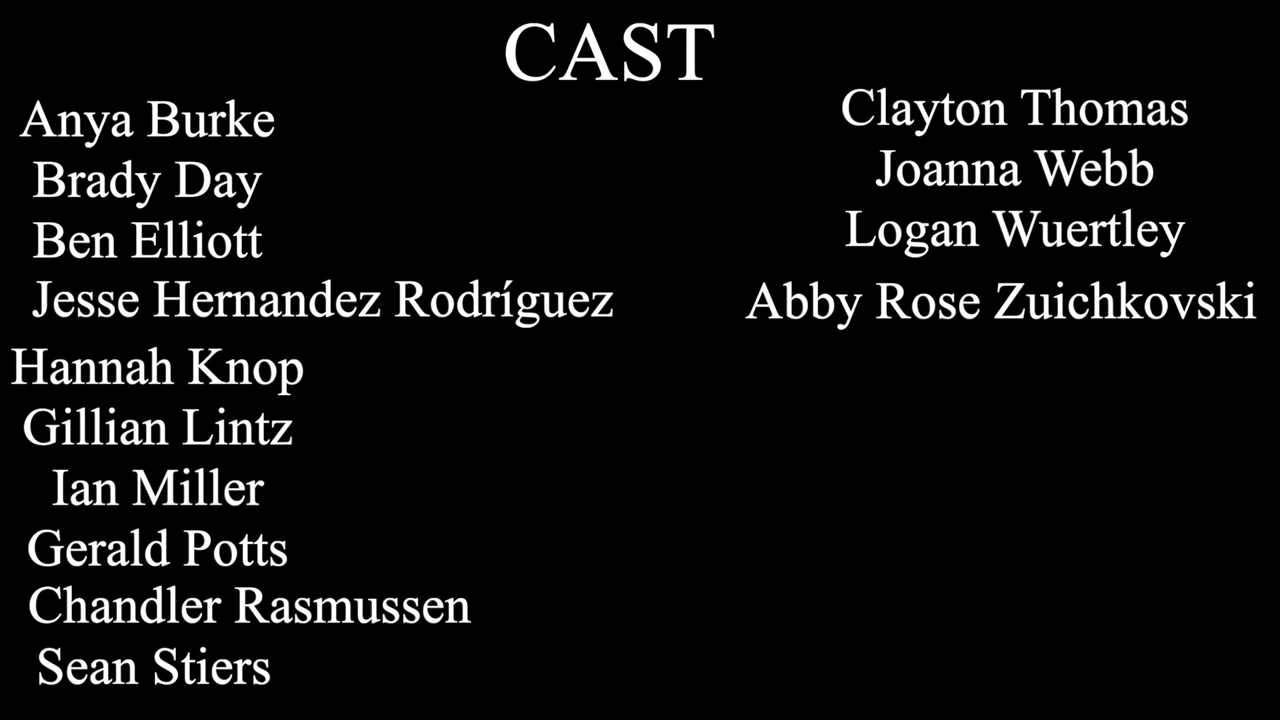 CAST
Anya Burke
Brady Day
Ben Elliott
Jesse Hernandez Rodríguez
Hannah Knop
Gillian Lintz
Ian Miller
Gerald Potts
Chandler Rasmussen
Sean Stiers
Clayton Thomas
Joanna Webb
Logan Wuertley
Abby Rose Zuichkovski